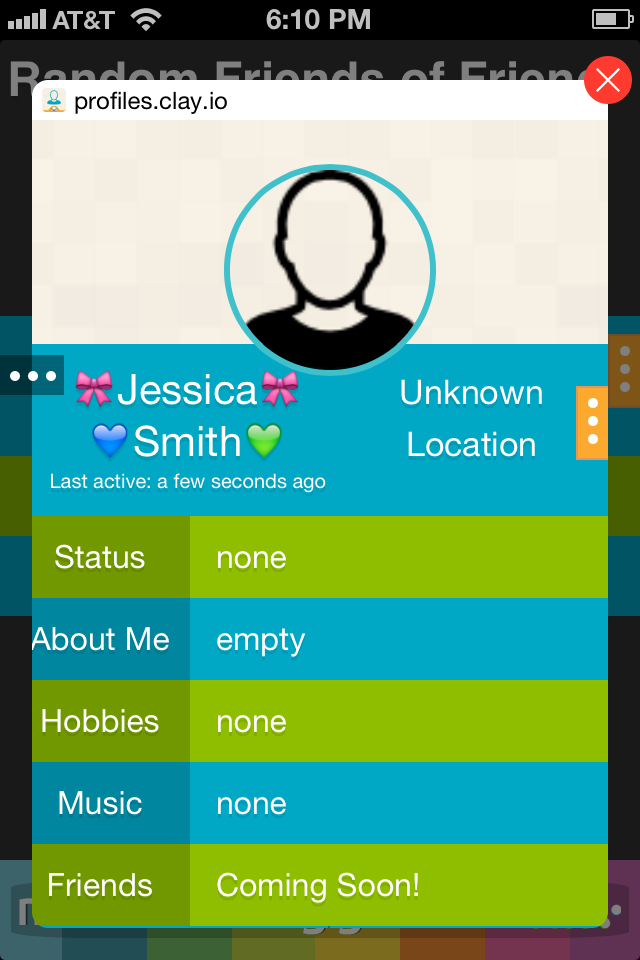 AT&T 6:10 PM
Random Friends of Frien
profiles.clay.io
🎀Jessica🎀
💙Smith💚
Unknown
Location
Last active: a few seconds ago
Status none
About Me empty
Hobbies none
Music none
Friends Coming Soon!